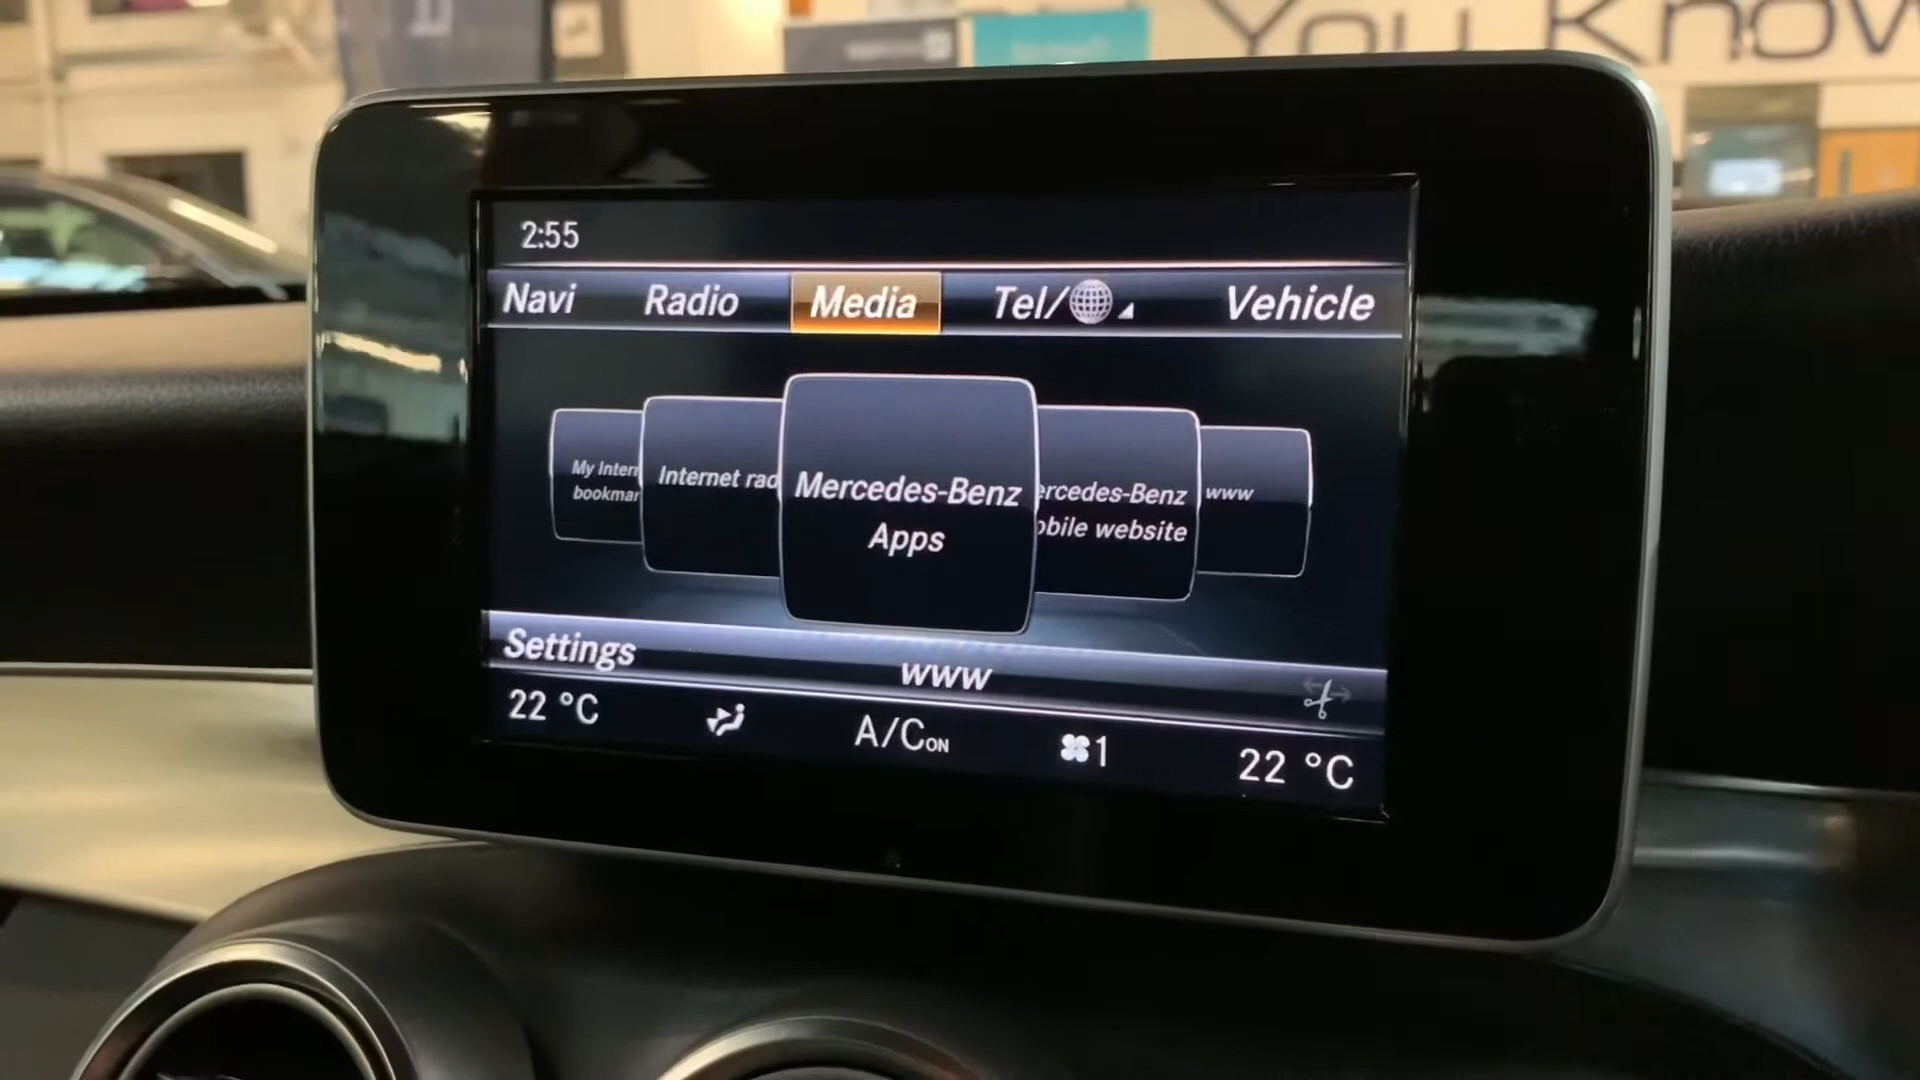 You Know
2:55
Navi Radio Media Tel/ Vehicle
My Intern
bookmar
Internet rad
Mercedes-Benz
Apps
ercedes-Benz
obile website
www
Settings
www
22 °C A/C ON 1 22 °C